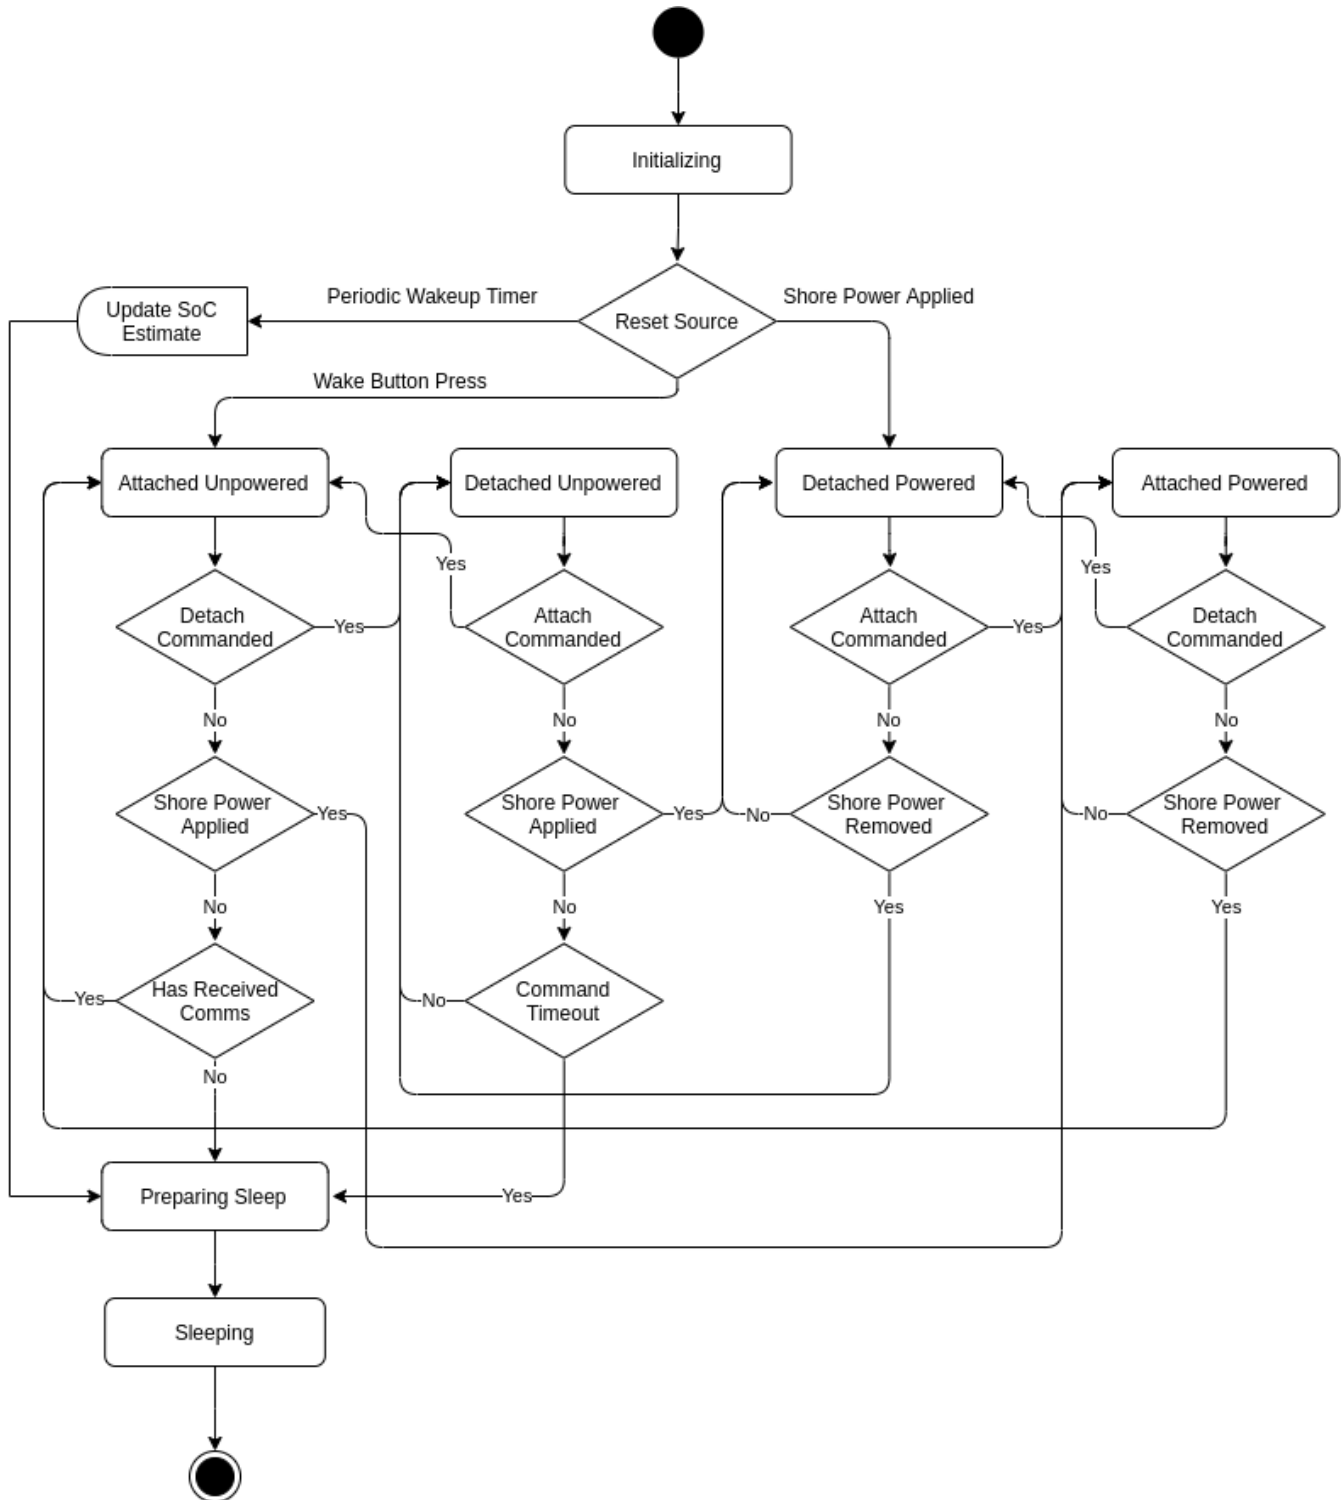 Initializing
Periodic Wakeup Timer
Shore Power Applied
Update SoC
Estimate
Reset Source
Wake Button Press
Attached Unpowered
Detached Unpowered
Detached Powered
Attached Powered
Yes
Yes
Detach
Commanded
Yes
Attach
Commanded
Attach
Commanded
Yes
Detach
Commanded
No
No
No
No
Shore Power
Applied
Yes
Shore Power
Applied
Yes
No
Shore Power
Removed
No
Shore Power
Removed
No
No
Yes
Yes
Yes
Has Received
Comms
No
Command
Timeout
No
Preparing Sleep
Yes
Sleeping